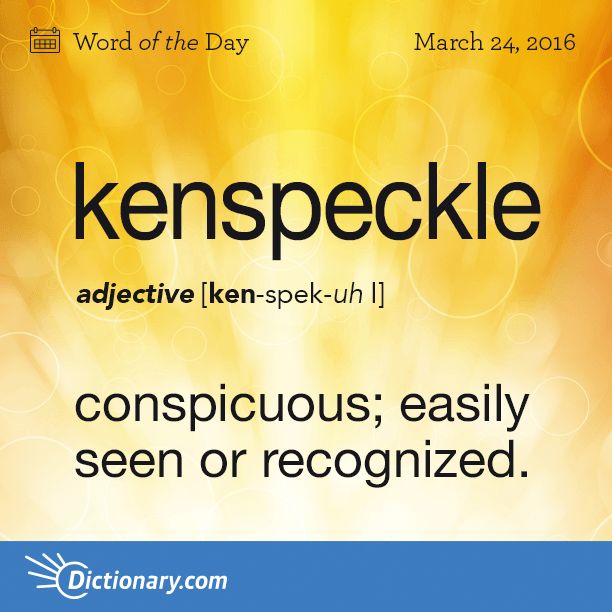 Word of the Day
March 24, 2016
kenspeckle
adjective [ken-spek-uh l]
conspicuous; easily
seen or recognized.
Dictionary.com